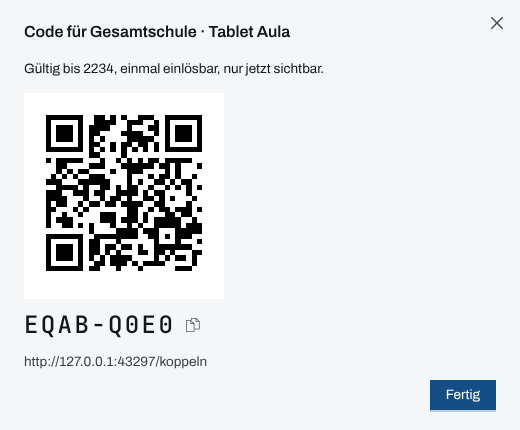 Code für Gesamtschule · Tablet Aula
Gültig bis 2234, einmal einlösbar, nur jetzt sichtbar.
EQAB-Q0E0
http://127.0.0.1:43297/koppeln
Fertig